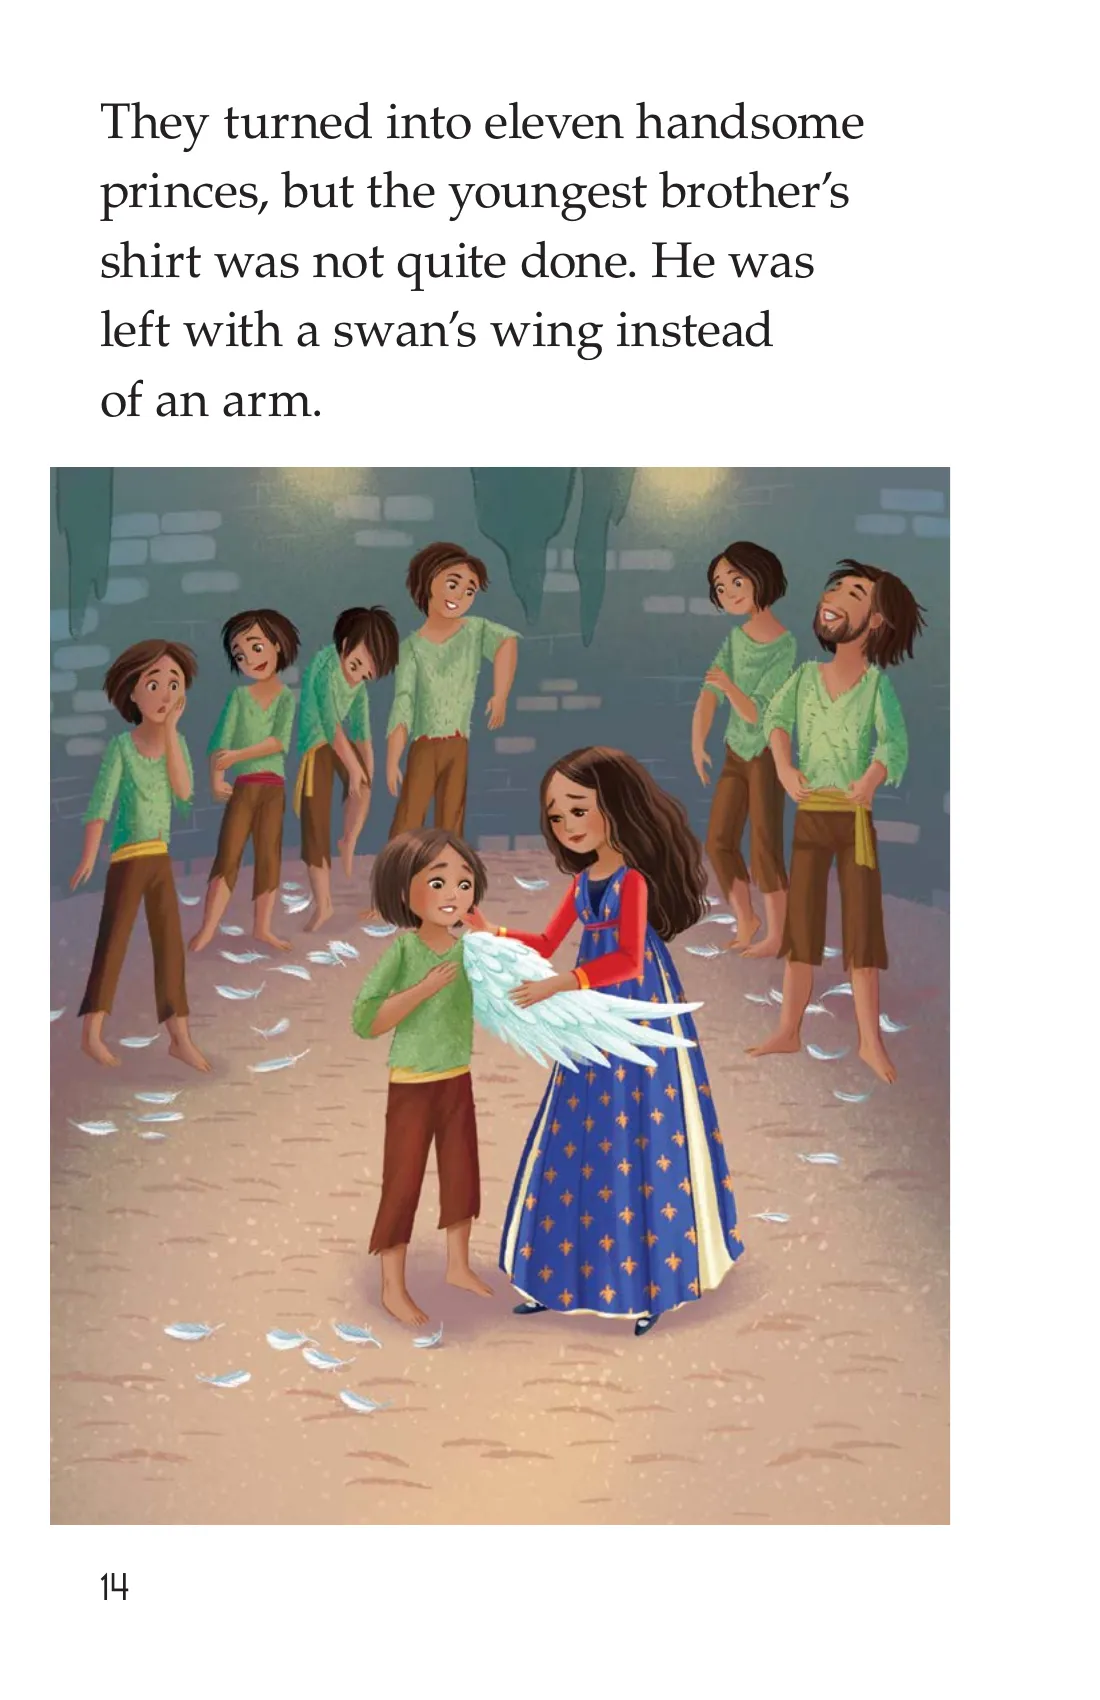 They turned into eleven handsome
princes, but the youngest brother’s
shirt was not quite done. He was
left with a swan’s wing instead
of an arm.
14